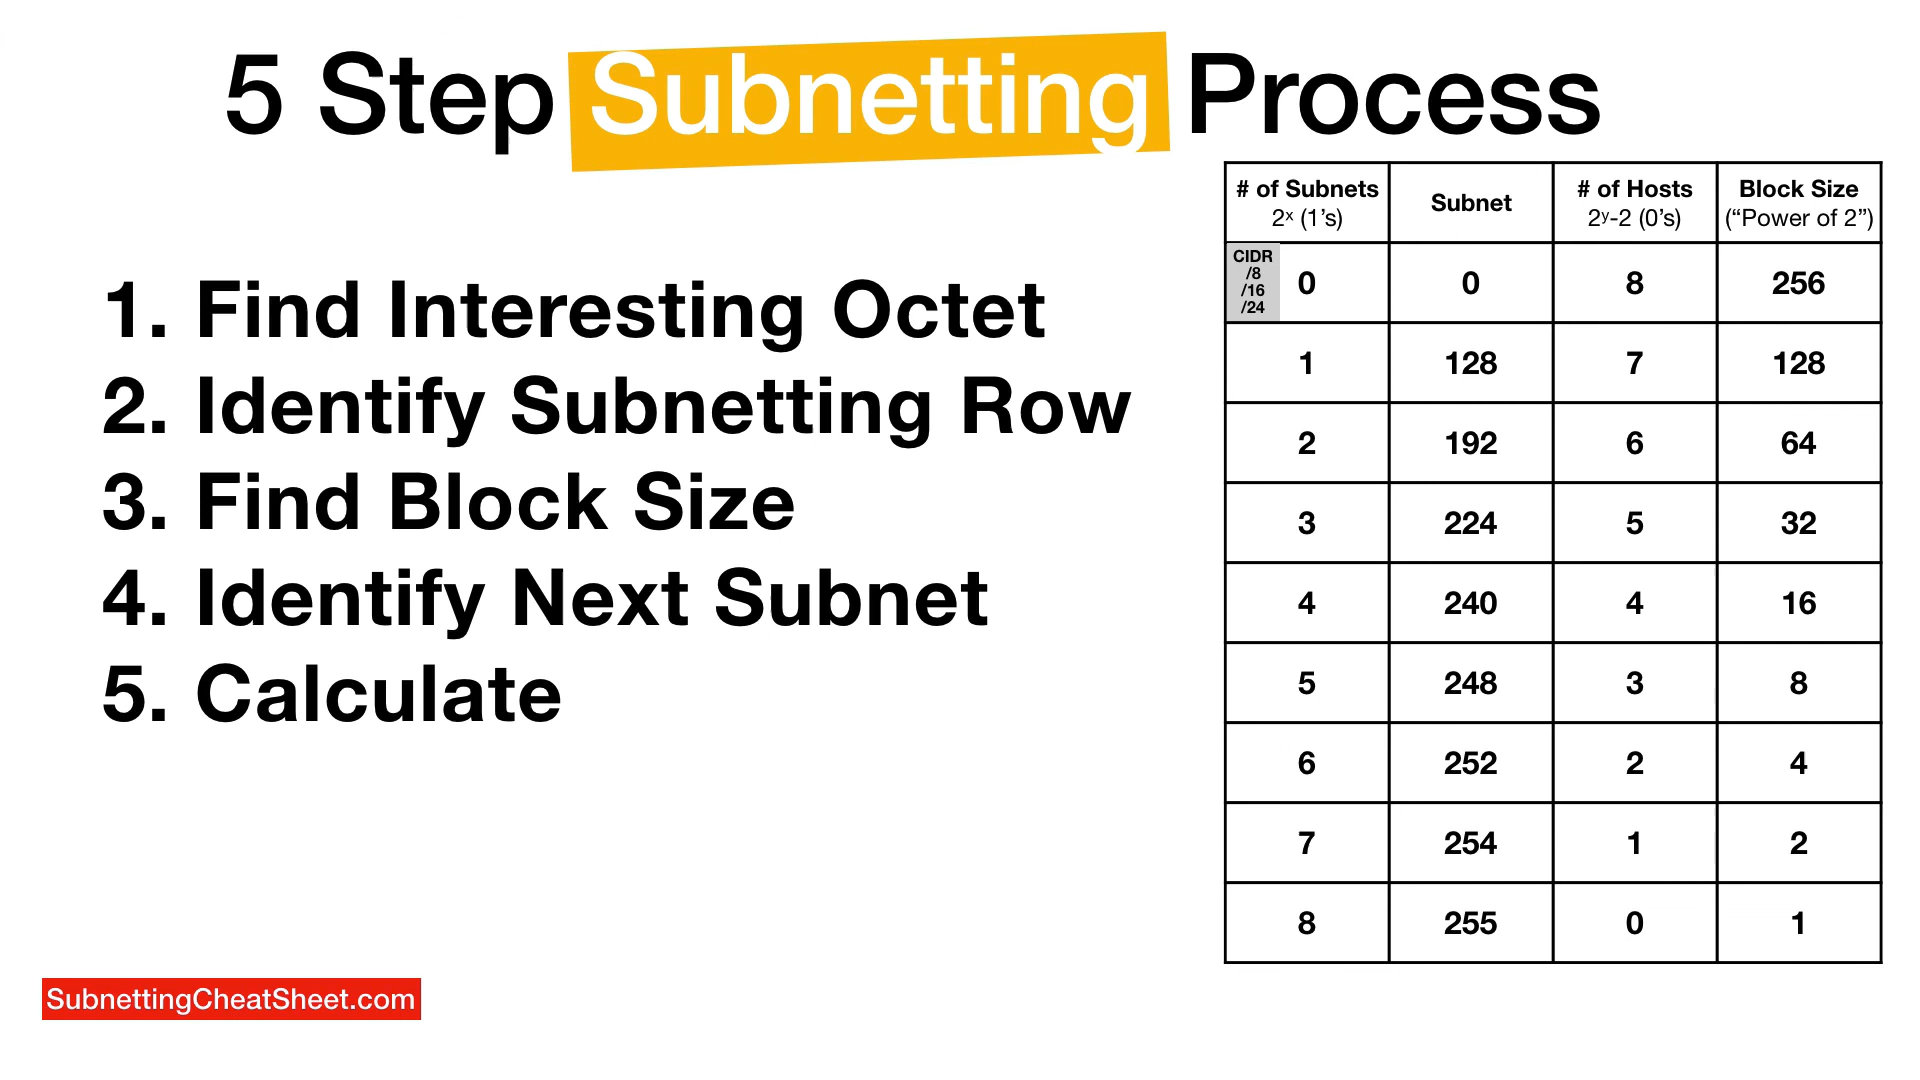 5 Step Subnetting Process
1. Find Interesting Octet
2. Identify Subnetting Row
3. Find Block Size
4. Identify Next Subnet
5. Calculate
# of Subnets 2ˣ (1’s) Subnet # of Hosts 2ʸ-2 (0’s) Block Size (“Power of 2”)
CIDR /8 /16 /24 0 0 8 256
1 128 7 128
2 192 6 64
3 224 5 32
4 240 4 16
5 248 3 8
6 252 2 4
7 254 1 2
8 255 0 1
SubnettingCheatSheet.com